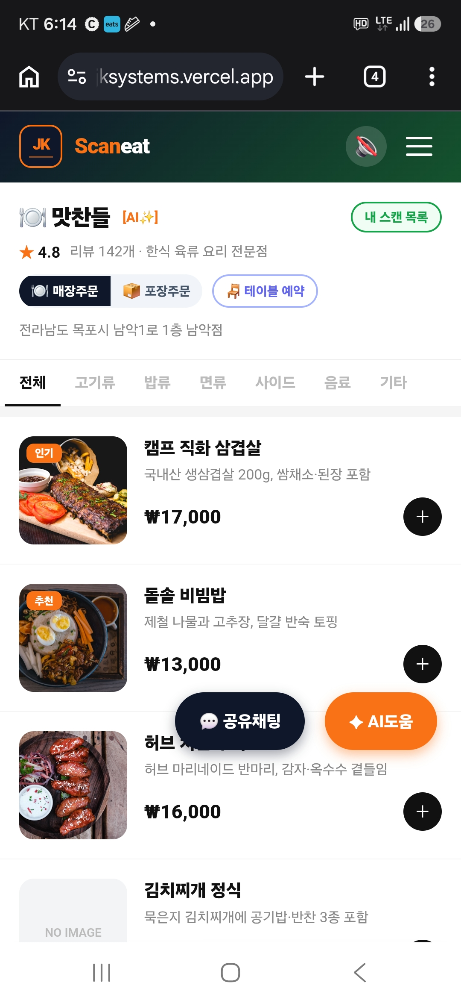 KT 6:14 C eats HD LTE 26
ksystems.vercel.app 4
JK Scaneat
맛찬들 [AI✨] 내 스캔 목록
★ 4.8 리뷰 142개 · 한식 육류 요리 전문점
매장주문 포장주문 테이블 예약
전라남도 목포시 남악1로 1층 남악점
전체 고기류 밥류 면류 사이드 음료 기타
인기
캠프 직화 삼겹살
국내산 생삼겹살 200g, 쌈채소·된장 포함
₩17,000 +
추천
돌솥 비빔밥
제철 나물과 고추장, 달걀 반숙 토핑
₩13,000 +
공유채팅 AI도움
허브
허브 마리네이드 반마리, 감자·옥수수 곁들임
₩16,000 +
김치찌개 정식
묵은지 김치찌개에 공기밥·반찬 3종 포함
NO IMAGE